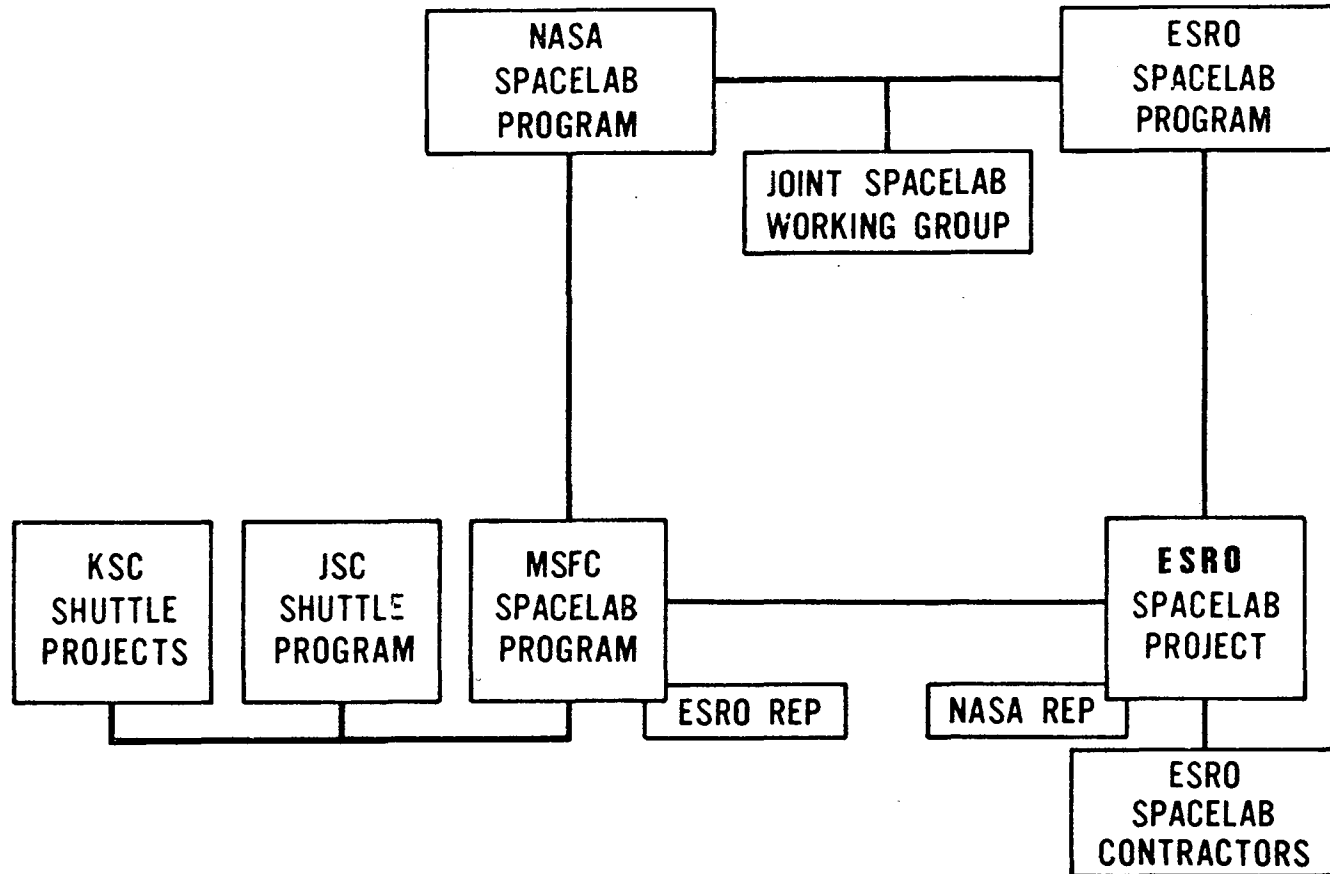 NASA
SPACELAB
PROGRAM
ESRO
SPACELAB
PROGRAM
JOINT SPACELAB
WORKING GROUP
KSC
SHUTTLE
PROJECTS
JSC
SHUTTLE
PROGRAM
MSFC
SPACELAB
PROGRAM
ESRO
SPACELAB
PROJECT
ESRO REP
NASA REP
ESRO
SPACELAB
CONTRACTORS